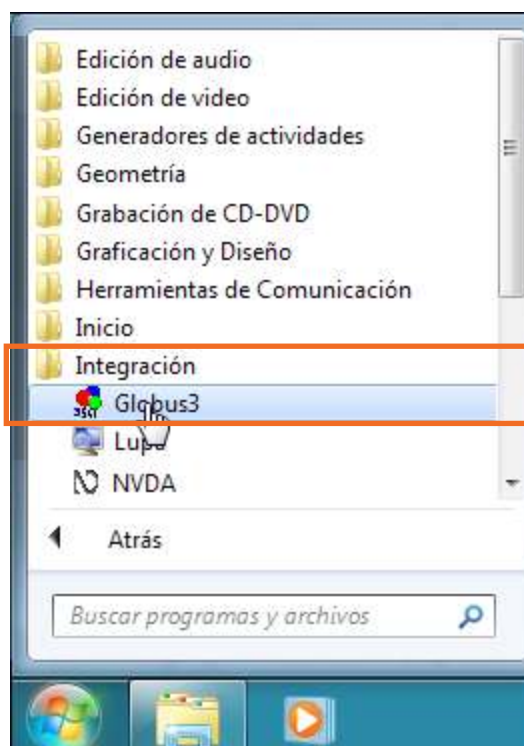 Edición de audio
Edición de video
Generadores de actividades
Geometría
Grabación de CD-DVD
Graficación y Diseño
Herramientas de Comunicación
Inicio
Integración
Globus3
Lupa
NVDA
Atrás
Buscar programas y archivos